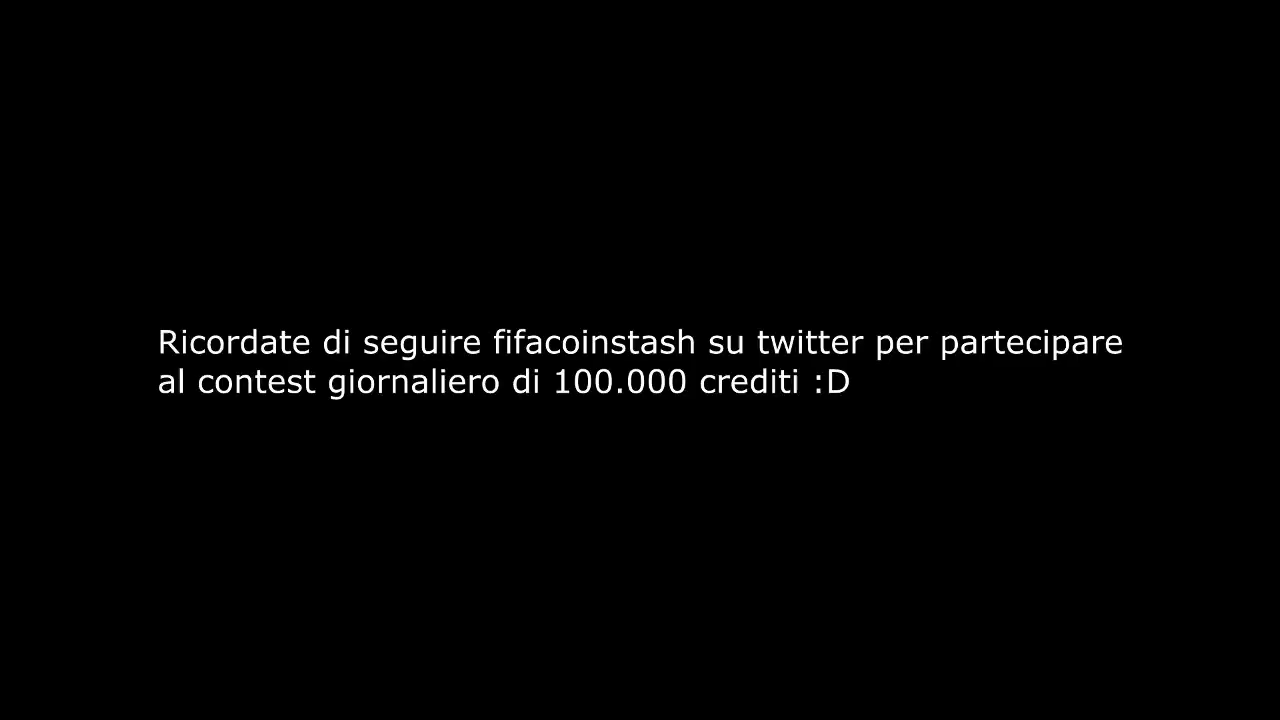 Ricordate di seguire fifacoinstash su twitter per partecipare
al contest giornaliero di 100.000 crediti :D